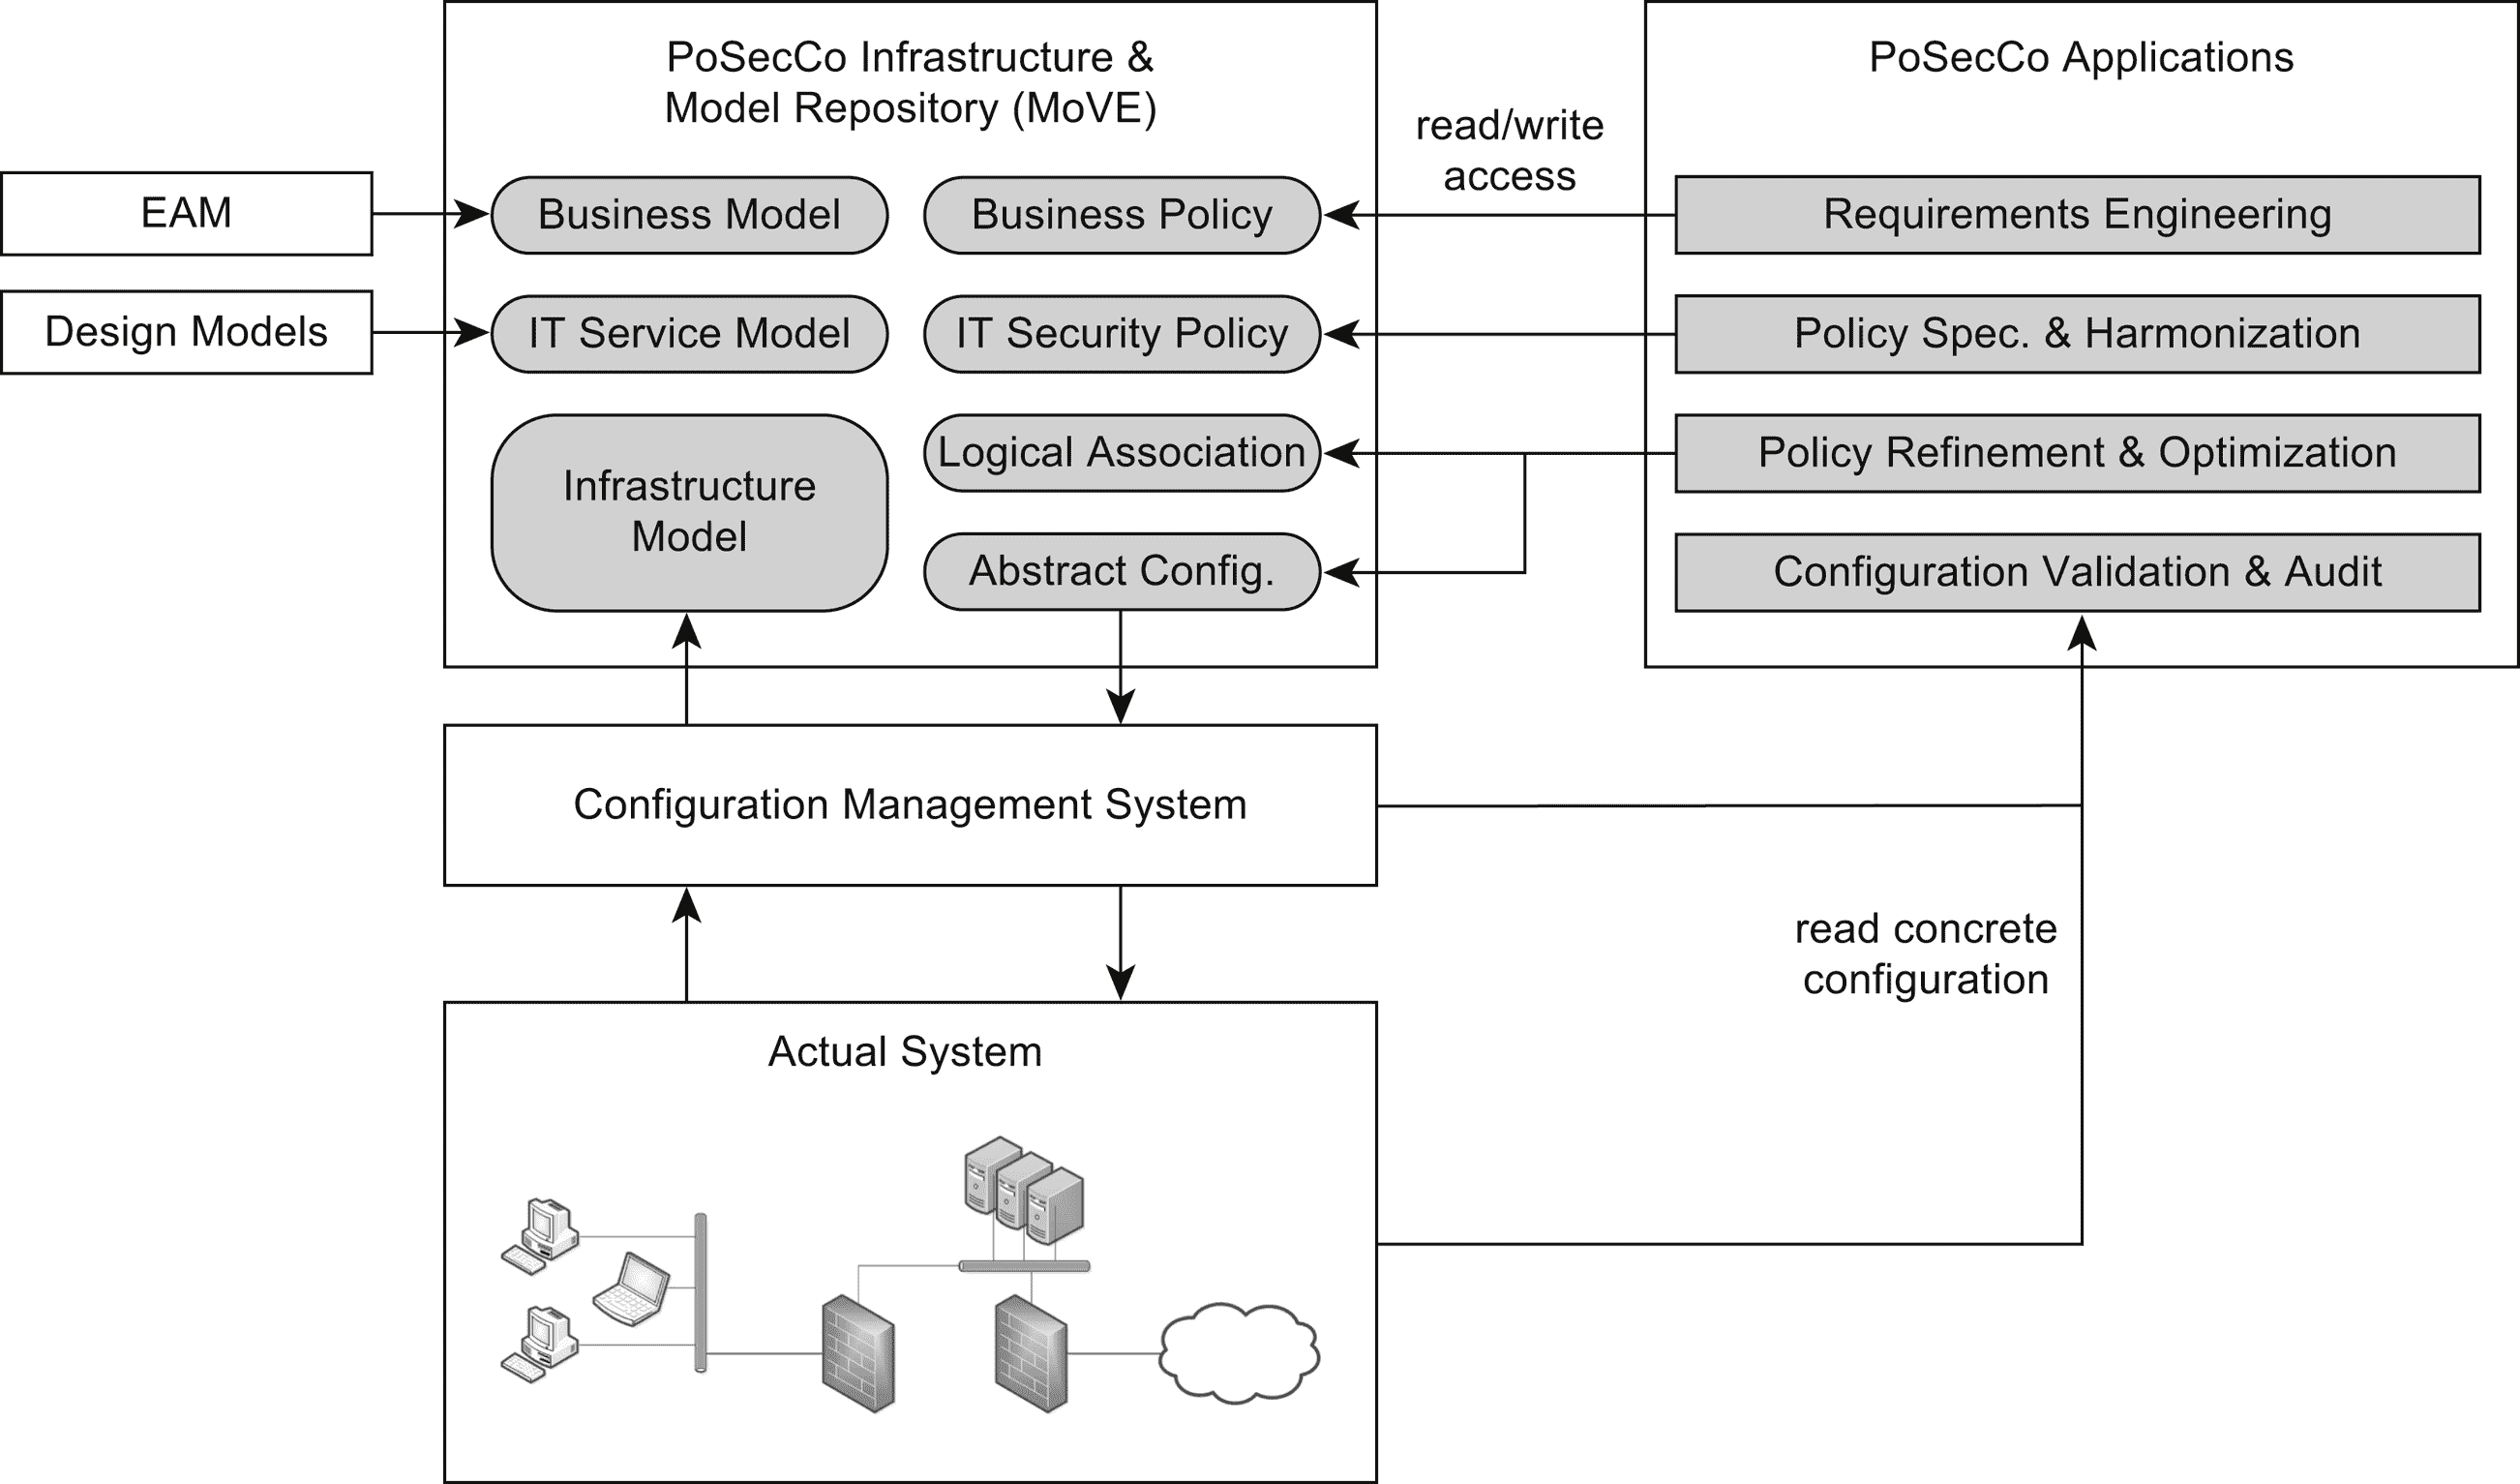 PoSecCo Infrastructure &
Model Repository (MoVE)
PoSecCo Applications
read/write
access
EAM
Business Model
Business Policy
Requirements Engineering
Design Models
IT Service Model
IT Security Policy
Policy Spec. & Harmonization
Infrastructure
Model
Logical Association
Policy Refinement & Optimization
Abstract Config.
Configuration Validation & Audit
Configuration Management System
read concrete
configuration
Actual System